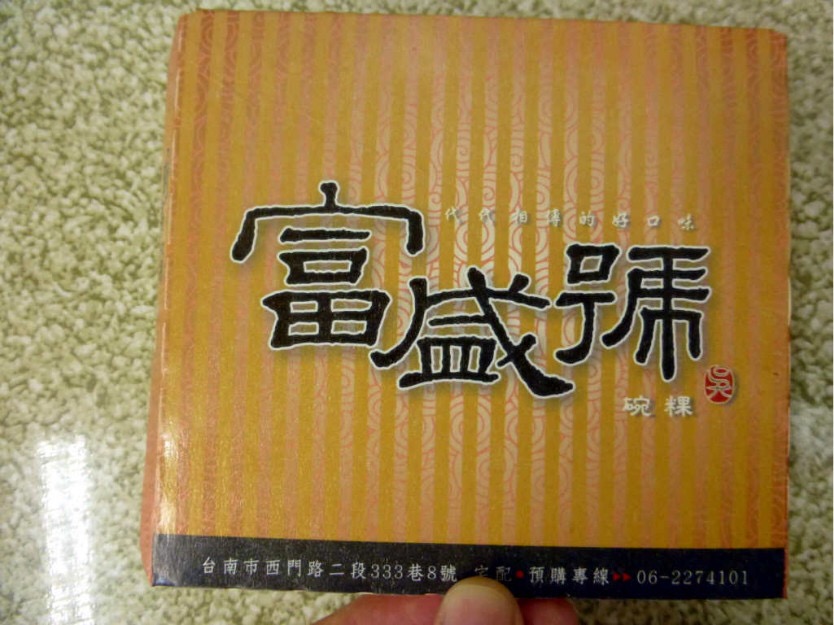 代代相傳的好口味
富盛號
碗粿
吳
台南市西門路二段333巷8號 宅配•預購專線▸▸06-2274101